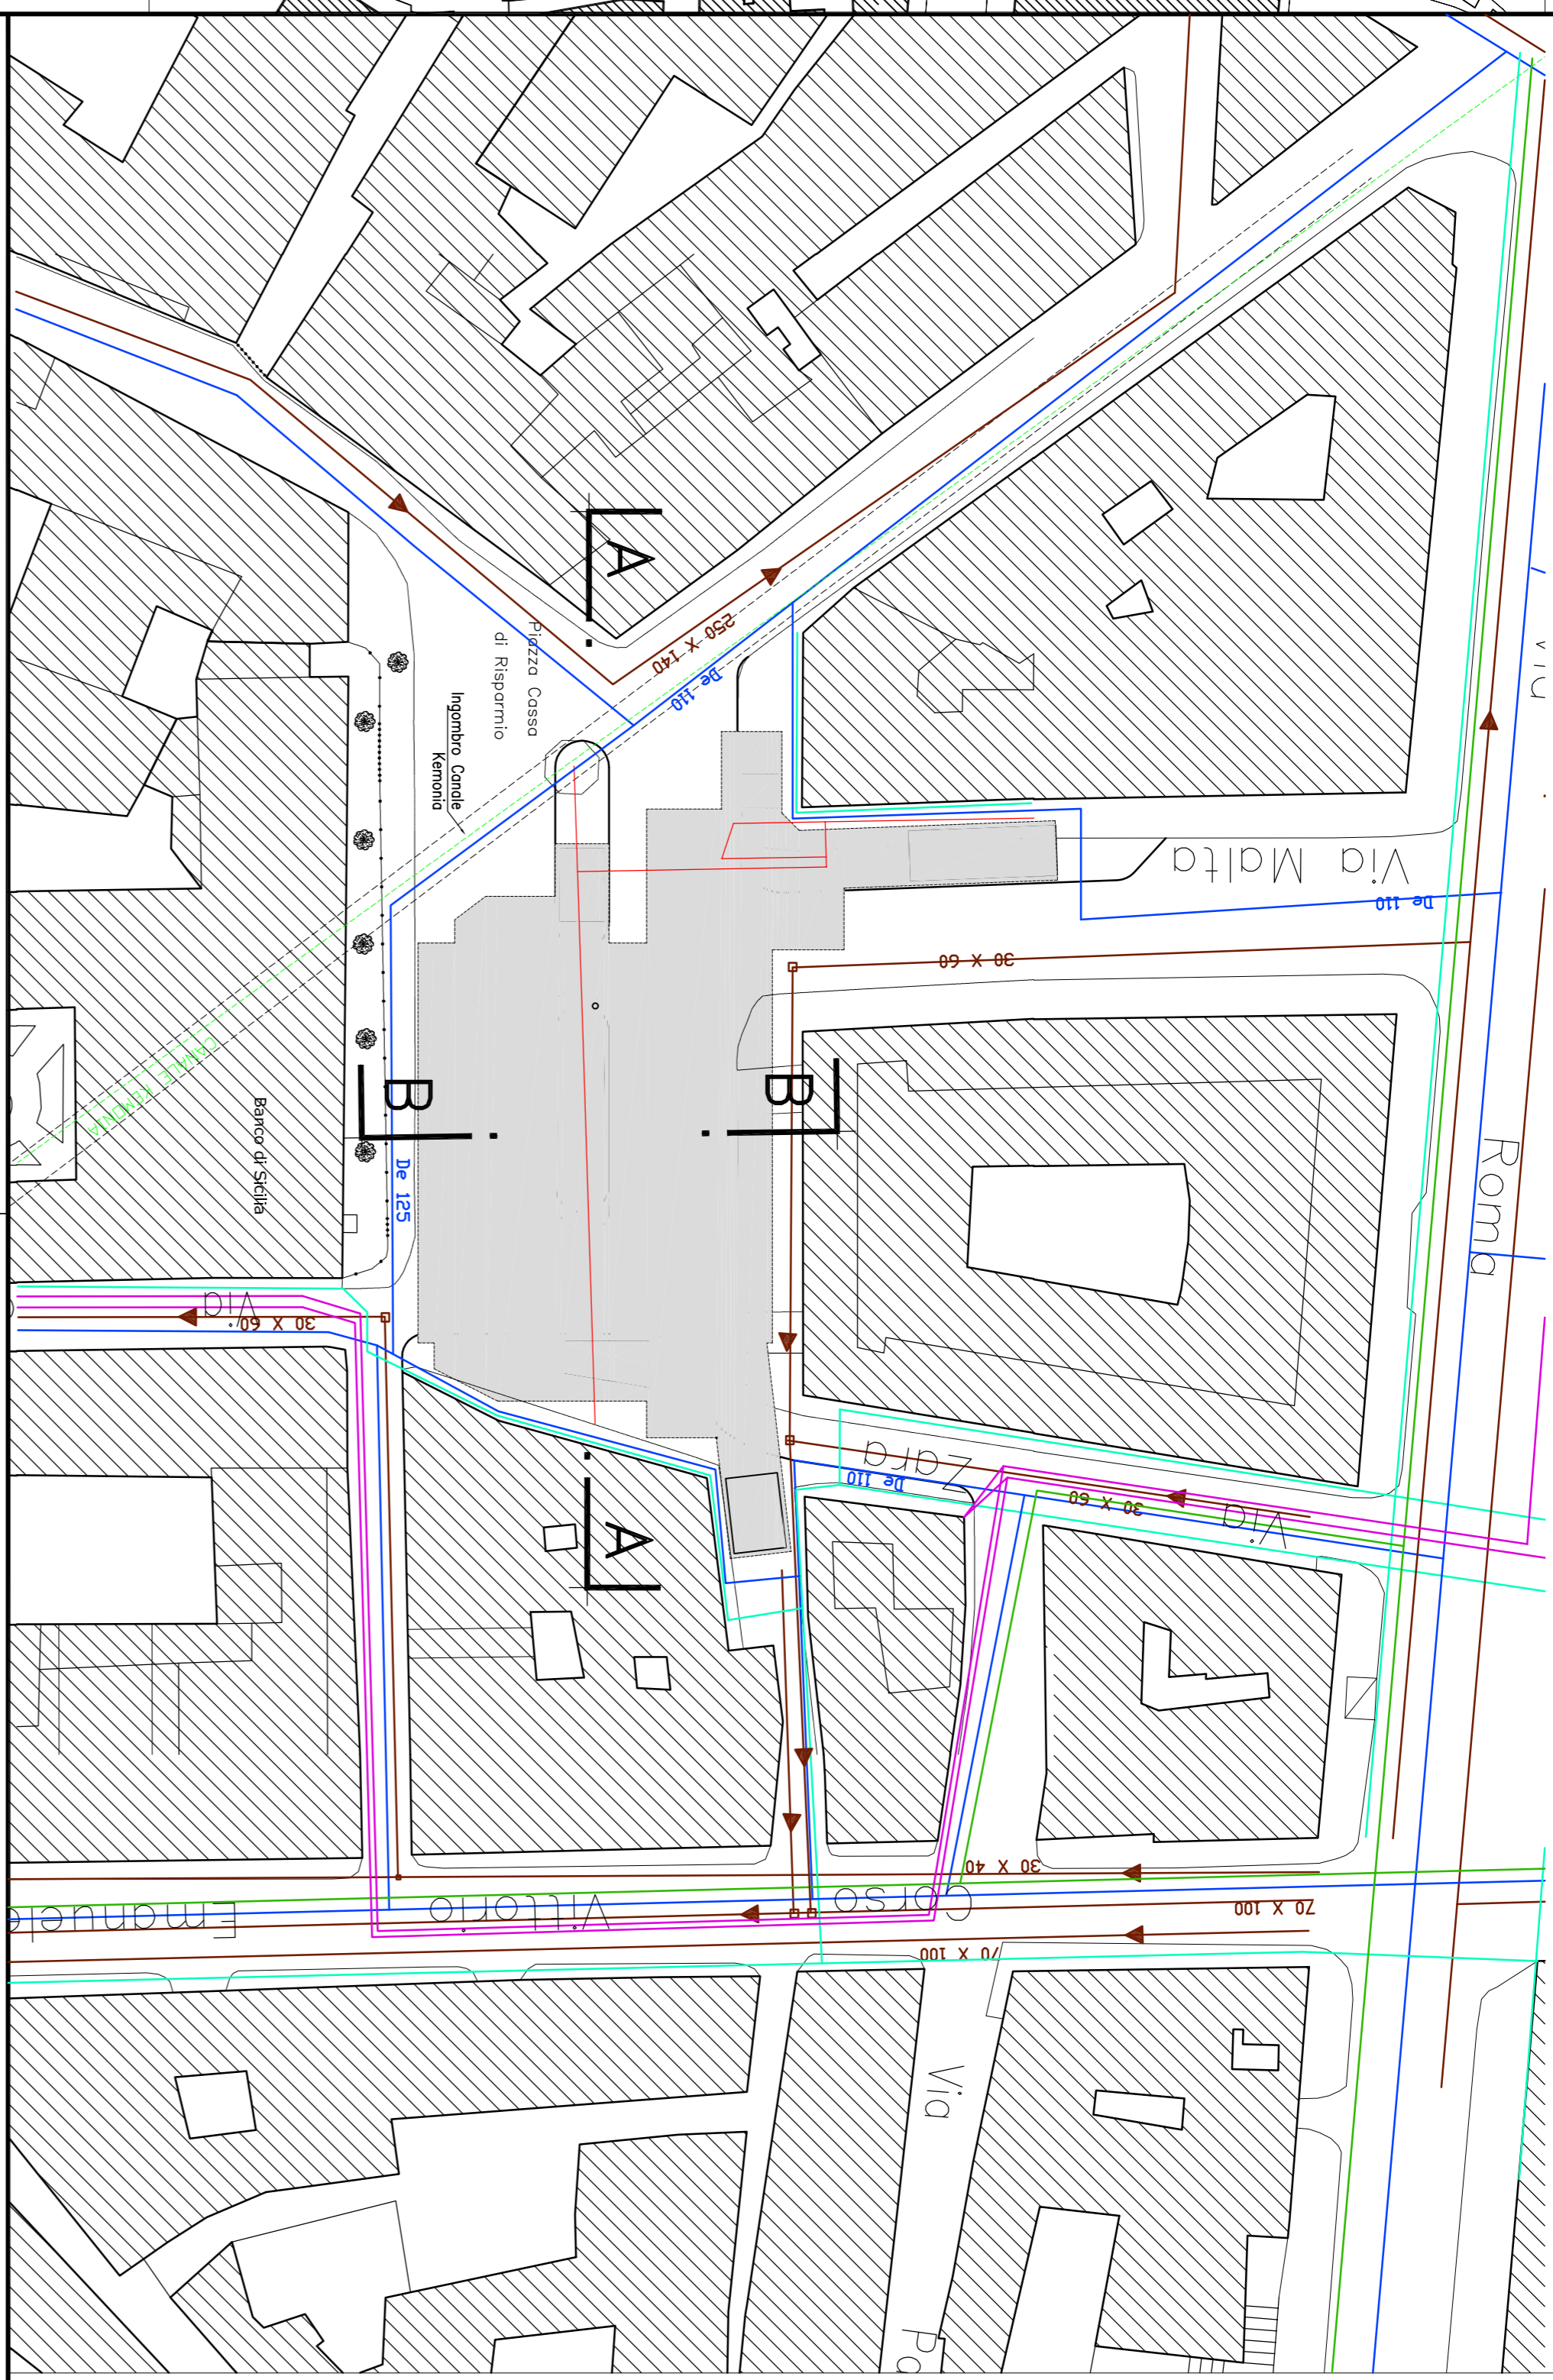 A
250 X 140
De 110
Piazza Cassa
di Risparmio
Ingombro Canale
Kemonia
Via Malta
De 110
30 X 60
CANALE KEMONIA
Banco di Sicilia
B
B
De 125
Roma
Via
30 X 60
Via Zara
De 110
30 X 60
A
30 X 40
Corso Vittorio Emanuele
70 X 100
70 X 100
Via